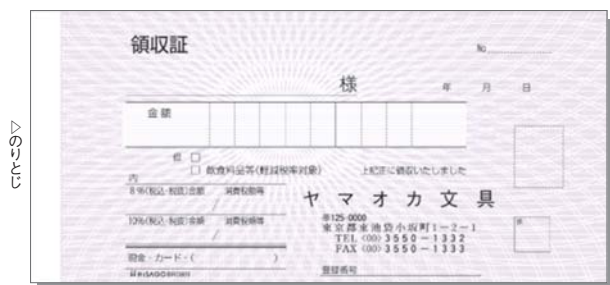 ▷のりとじ
領収証
No
様
年 月 日
金額
但 □
□ 飲食料品等(軽減税率対象)
上記正に領収いたしました
内
8%(税込・税抜)金額 消費税額等
/
10%(税込・税抜)金額 消費税額等
/
現金・カード・( )
HISAGO
ヤマオカ文具
〒125-0000
東京都東池袋小坂町1-2-1
TEL (00) 3550-1332
FAX (00) 3550-1333
登録番号